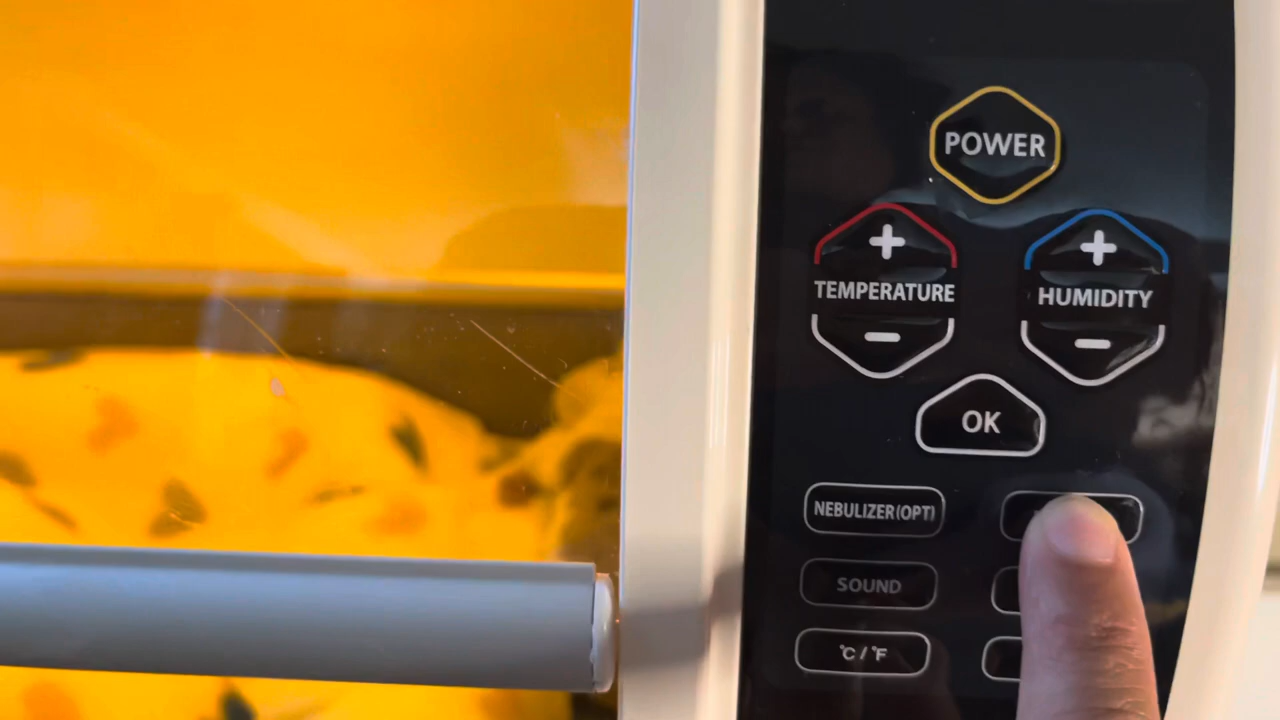 POWER
+ +
TEMPERATURE HUMIDITY
- -
OK
NEBULIZER(OPT)
SOUND
℃/℉